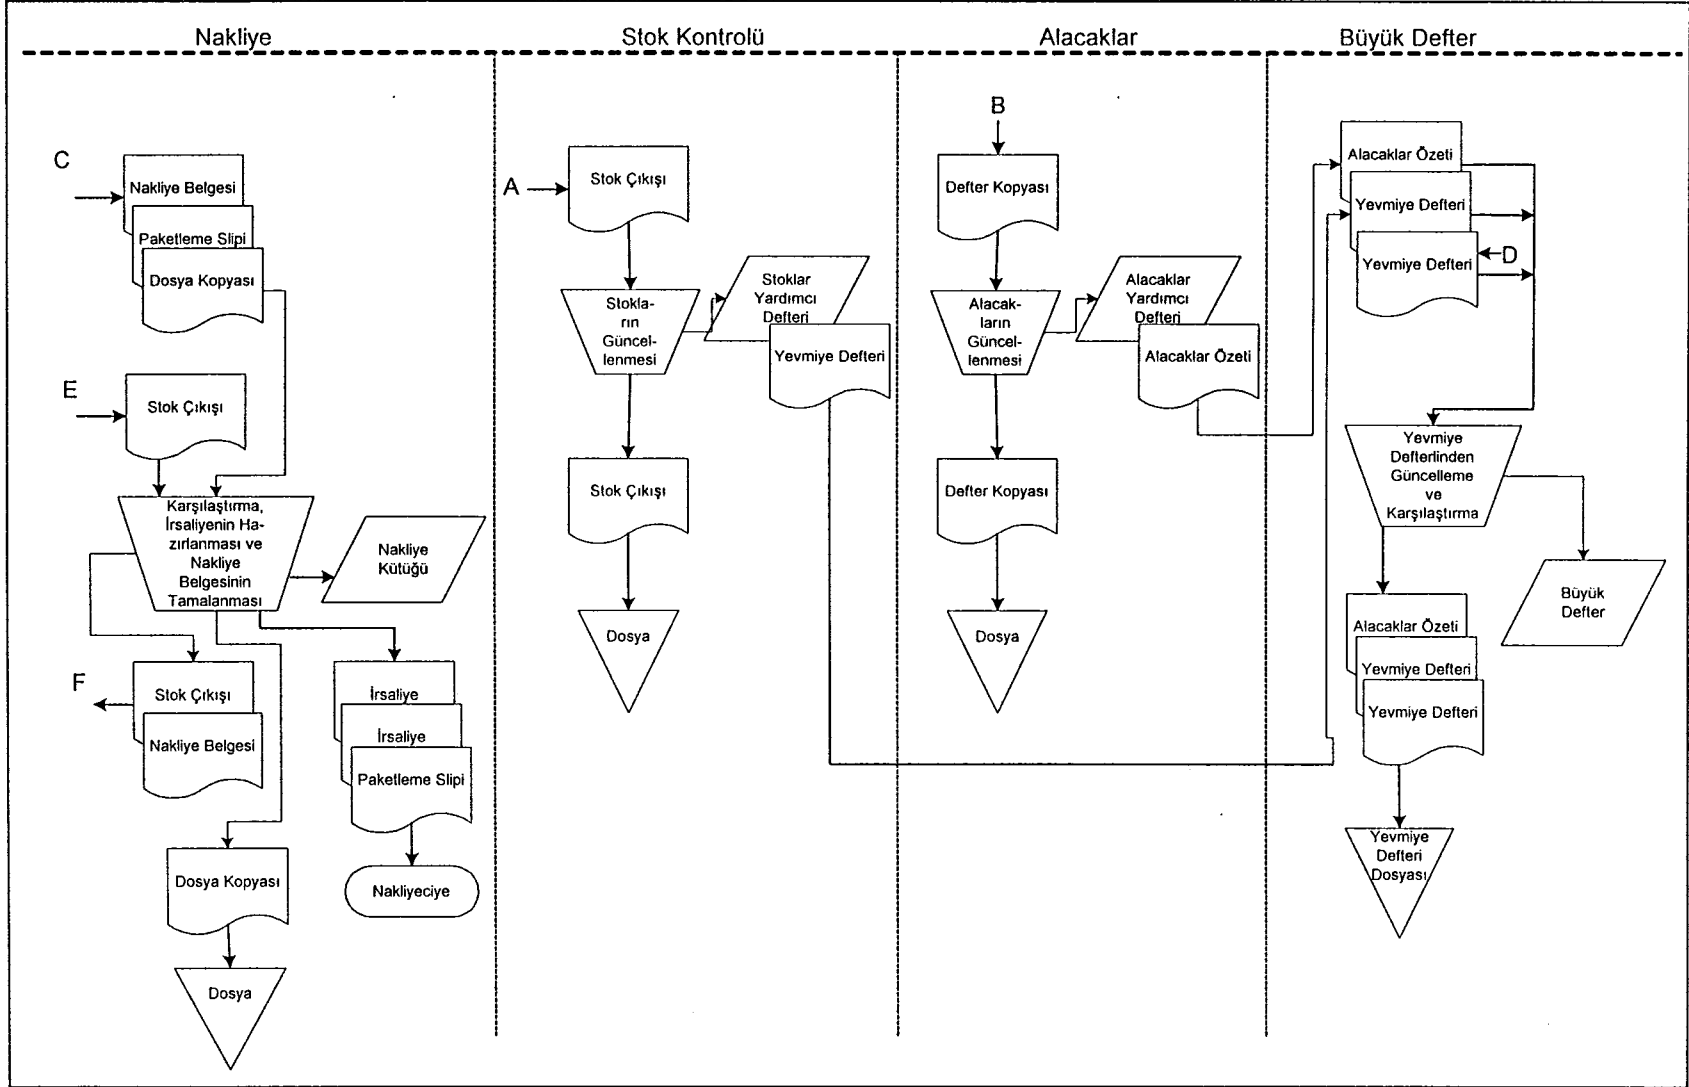 Nakliye
Stok Kontrolü
Alacaklar
Büyük Defter
C
Nakliye Belgesi
Paketleme Slipi
Dosya Kopyası
E
Stok Çıkışı
Karşılaştırma,
İrsaliyenin Ha-
zırlanması ve
Nakliye
Belgesinin
Tamalanması
Nakliye
Kütüğü
F
Stok Çıkışı
Nakliye Belgesi
İrsaliye
İrsaliye
Paketleme Slipi
Dosya Kopyası
Nakliyeciye
Dosya
A
Stok Çıkışı
Stokla-
rın
Güncel-
lenmesi
Stoklar
Yardımcı
Defteri
Yevmiye Defteri
Stok Çıkışı
Dosya
B
Defter Kopyası
Alacak-
ların
Güncel-
lenmesi
Alacaklar
Yardımcı
Defteri
Alacaklar Özeti
Defter Kopyası
Dosya
Alacaklar Özeti
Yevmiye Defteri
Yevmiye Defteri
D
Yevmiye
Defterlinden
Güncelleme
ve
Karşılaştırma
Büyük
Defter
Alacaklar Özeti
Yevmiye Defteri
Yevmiye Defteri
Yevmiye
Defteri
Dosyası